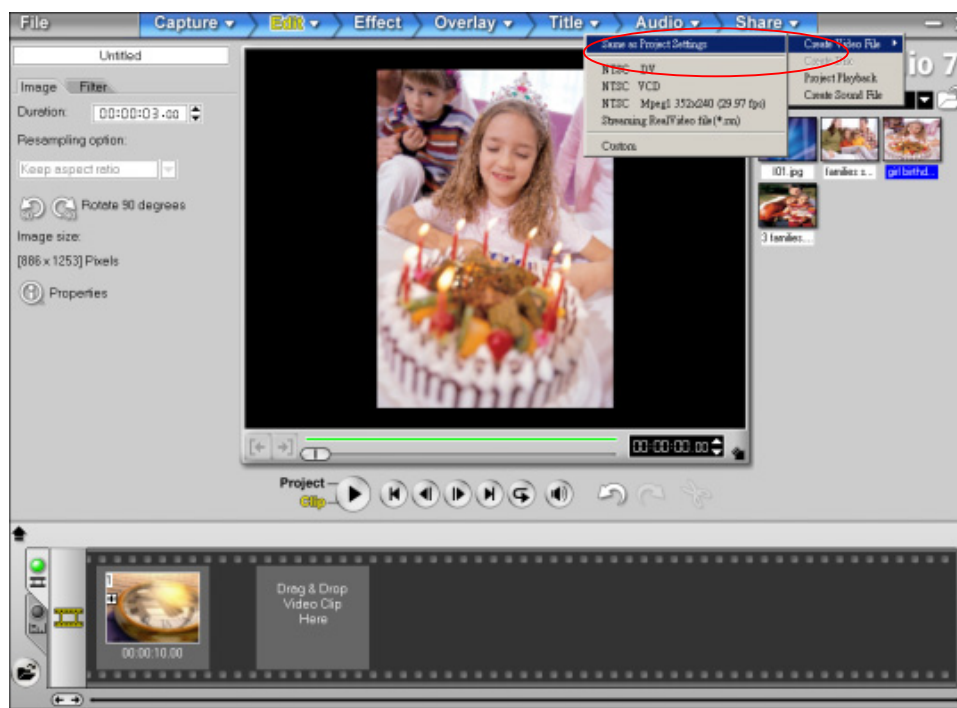 File
Capture
Edit
Effect
Overlay
Title
Audio
Share
Untitled
Image
Filter
Duration:
00:00:03.00
Resampling option:
Keep aspect ratio
Rotate 90 degrees
Image size:
[886 x 1253] Pixels
Properties
Same as Project Settings
NTSC DV
NTSC VCD
NTSC Mpeg1 352x240 (29.97 fps)
Streaming RealVideo file (*.rm)
Custom
Create Video File
Create Disc
Project Playback
Create Sound File
io 7
I01.jpg
families s...
girl birthd...
3 families...
00:00:00.00
Project
Clip
1
00:00:10.00
Drag & Drop
Video Clip
Here